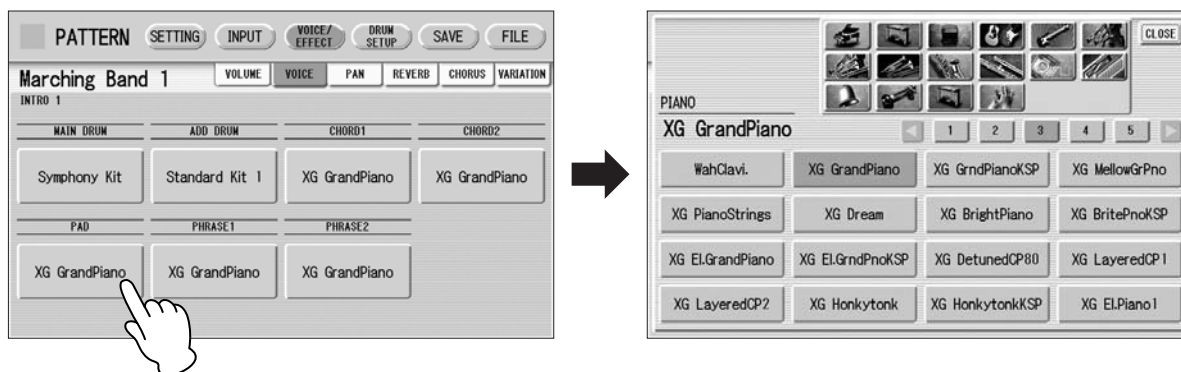 PATTERN SETTING INPUT VOICE/EFFECT DRUM SETUP SAVE FILE
Marching Band 1 VOLUME VOICE PAN REVERB CHORUS VARIATION
INTRO 1
MAIN DRUM ADD DRUM CHORD1 CHORD2
Symphony Kit Standard Kit 1 XG GrandPiano XG GrandPiano
PAD PHRASE1 PHRASE2
XG GrandPiano XG GrandPiano XG GrandPiano
CLOSE
PIANO
XG GrandPiano 1 2 3 4 5
WahClavi. XG GrandPiano XG GrndPianoKSP XG MellowGrPno
XG PianoStrings XG Dream XG BrightPiano XG BritePnoKSP
XG El.GrandPiano XG El.GrndPnoKSP XG DetunedCP80 XG LayeredCP1
XG LayeredCP2 XG Honkytonk XG HonkytonkKSP XG El.Piano1